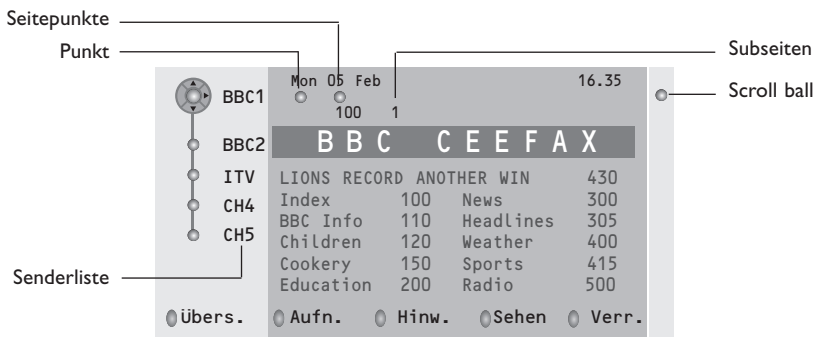 Seitepunkte
Punkt
Subseiten
Scroll ball
Mon 05 Feb 16.35
BBC1
100 1
BBC2
BBC CEEFAX
ITV
CH4
CH5
LIONS RECORD ANOTHER WIN 430
Index 100 News 300
BBC Info 110 Headlines 305
Children 120 Weather 400
Cookery 150 Sports 415
Education 200 Radio 500
Senderliste
Übers. Aufn. Hinw. Sehen Verr.